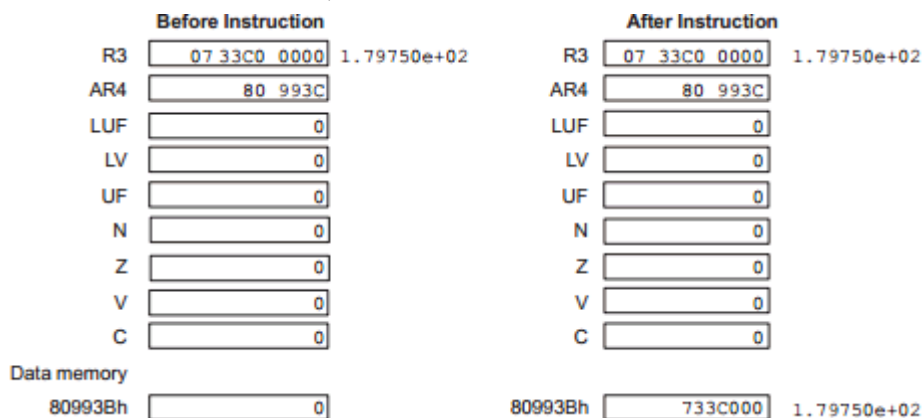 Before Instruction After Instruction
R3 07 33C0 0000 1.79750e+02 R3 07 33C0 0000 1.79750e+02
AR4 80 993C AR4 80 993C
LUF 0 LUF 0
LV 0 LV 0
UF 0 UF 0
N 0 N 0
Z 0 Z 0
V 0 V 0
C 0 C 0
Data memory
80993Bh 0 80993Bh 733C000 1.79750e+02